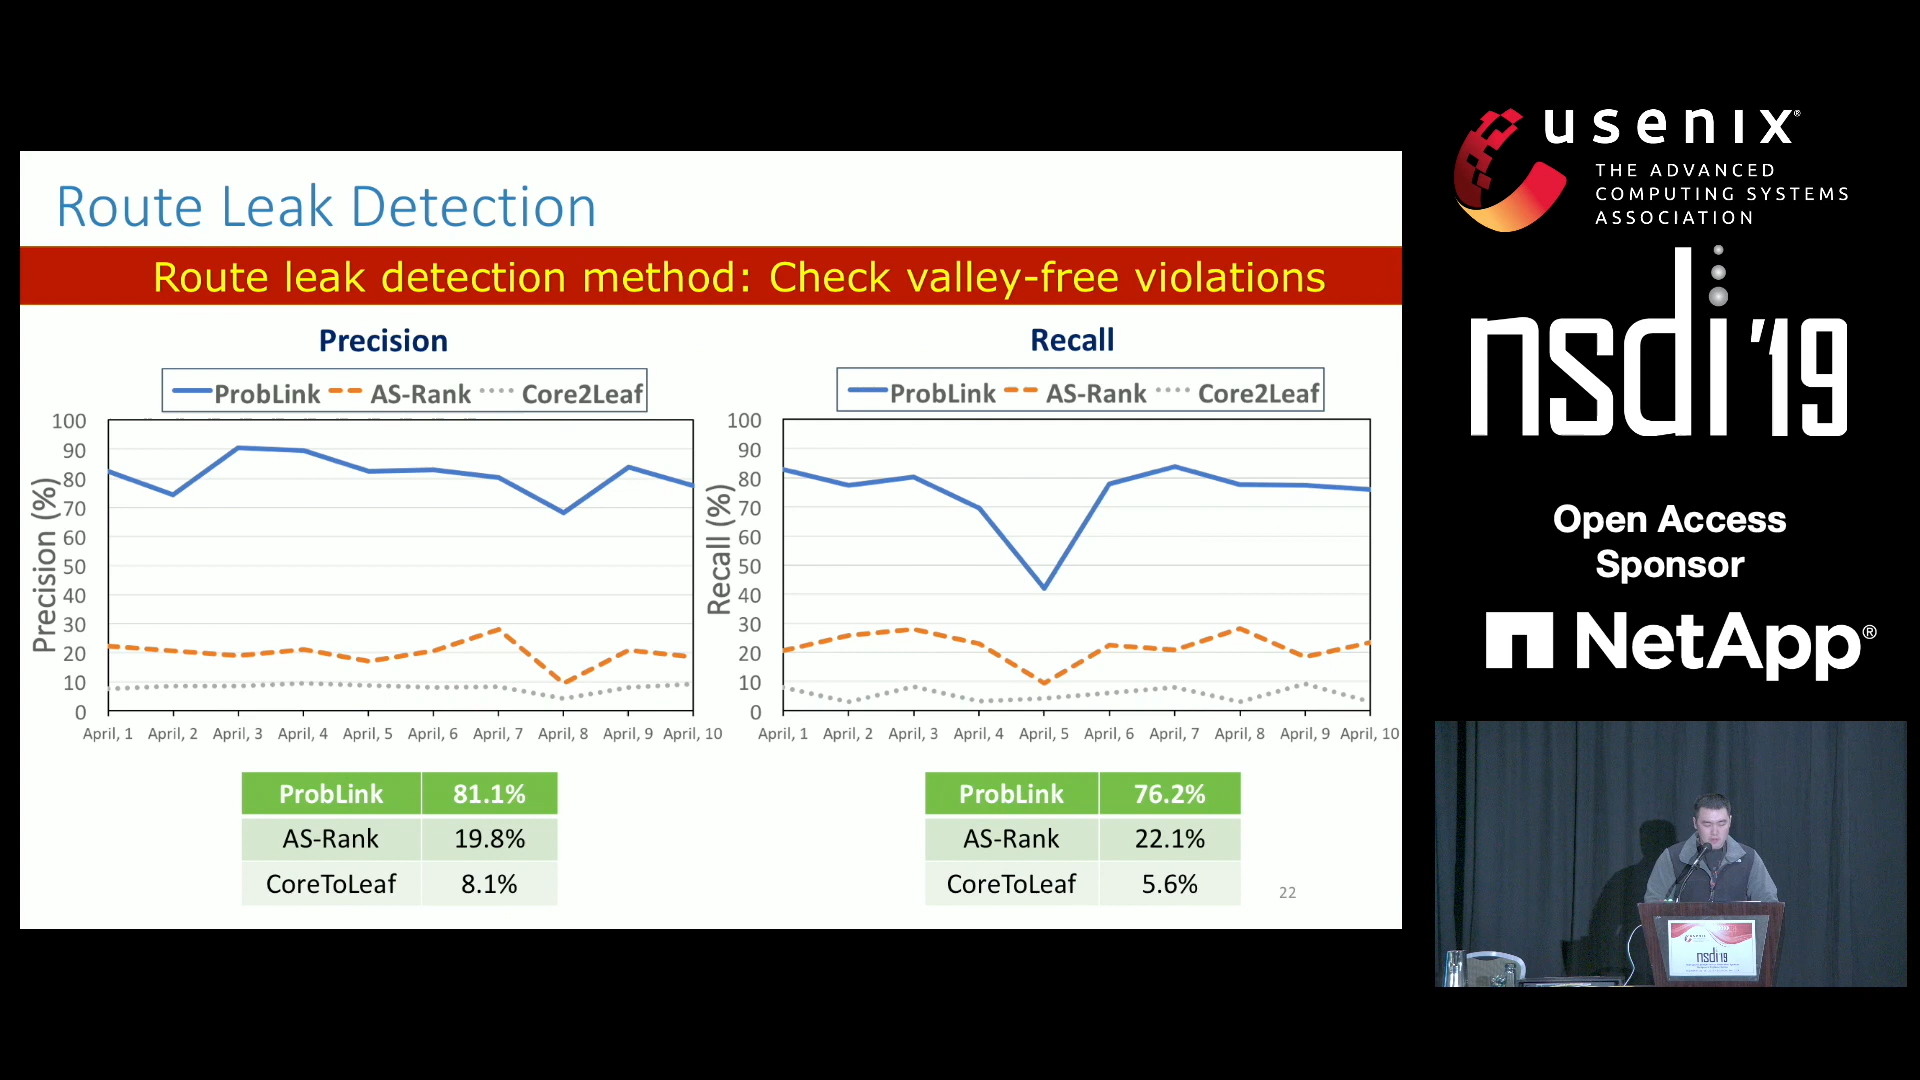 Route Leak Detection
Route leak detection method: Check valley-free violations
Precision
ProbLink AS-Rank Core2Leaf
Precision (%)
100
90
80
70
60
50
40
30
20
10
0
April, 1 April, 2 April, 3 April, 4 April, 5 April, 6 April, 7 April, 8 April, 9 April, 10
ProbLink 81.1%
AS-Rank 19.8%
CoreToLeaf 8.1%
Recall
ProbLink AS-Rank Core2Leaf
Recall (%)
100
90
80
70
60
50
40
30
20
10
0
April, 1 April, 2 April, 3 April, 4 April, 5 April, 6 April, 7 April, 8 April, 9 April, 10
ProbLink 76.2%
AS-Rank 22.1%
CoreToLeaf 5.6%
22
usenix®
THE ADVANCED
COMPUTING SYSTEMS
ASSOCIATION
nsdi '19
Open Access
Sponsor
NetApp®
usenix
nsdi19